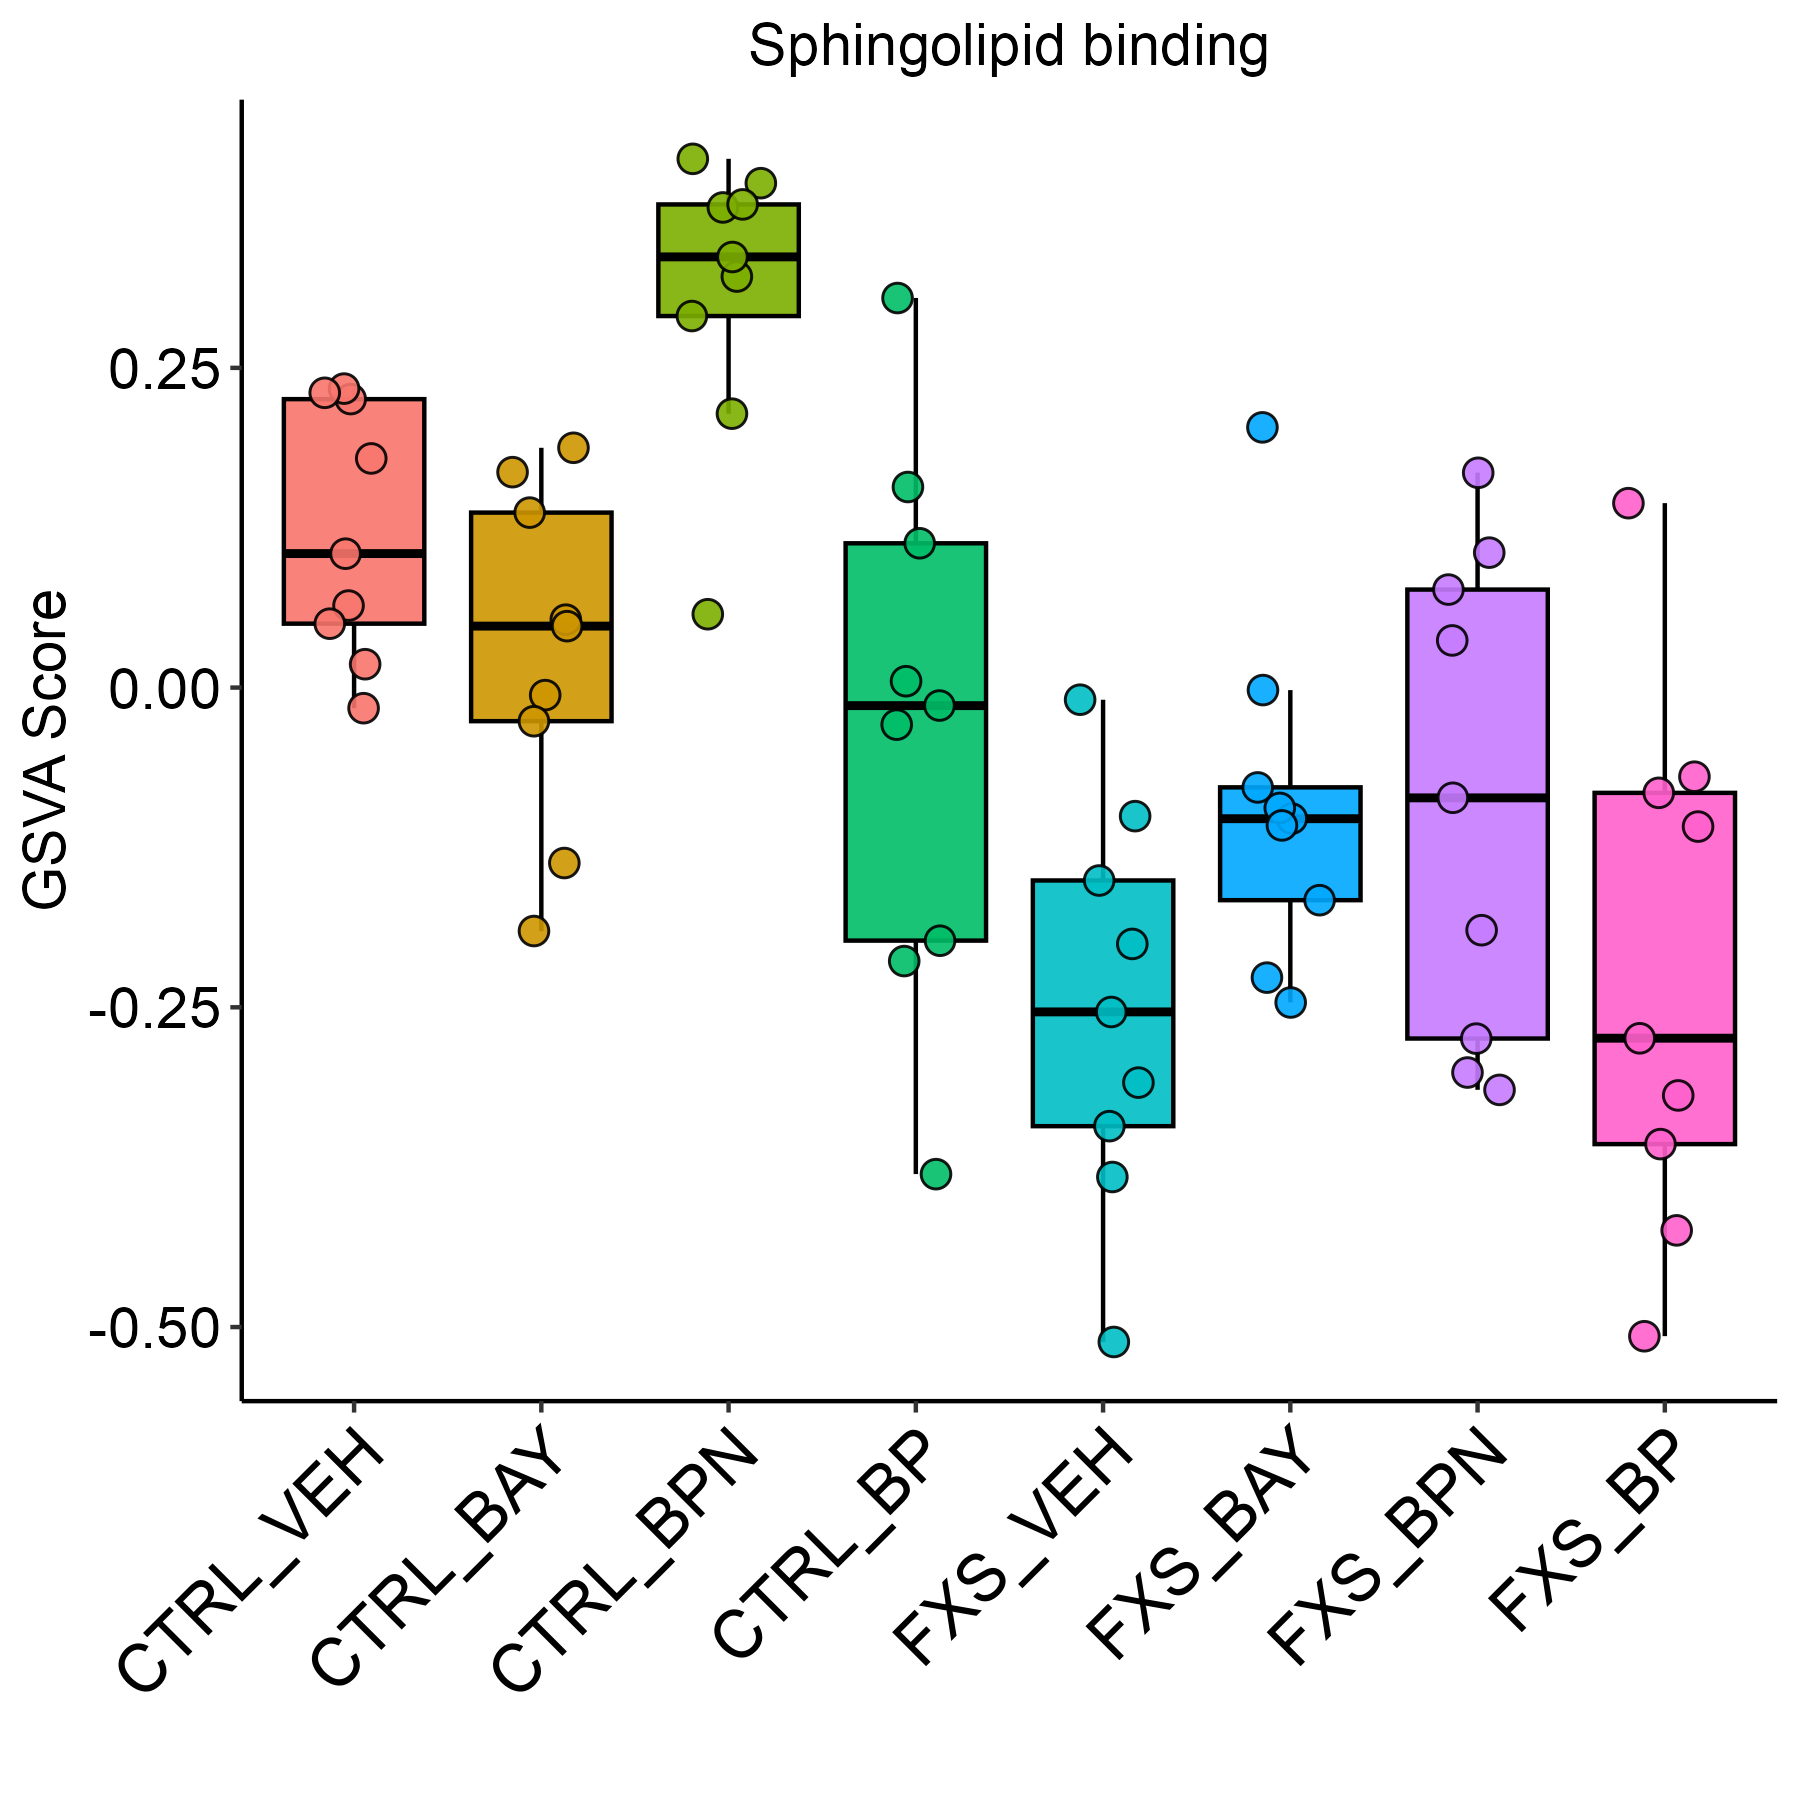 Sphingolipid binding
GSVA Score
0.25
0.00
-0.25
-0.50
CTRL_VEH
CTRL_BAY
CTRL_BPN
CTRL_BP
FXS_VEH
FXS_BAY
FXS_BPN
FXS_BP